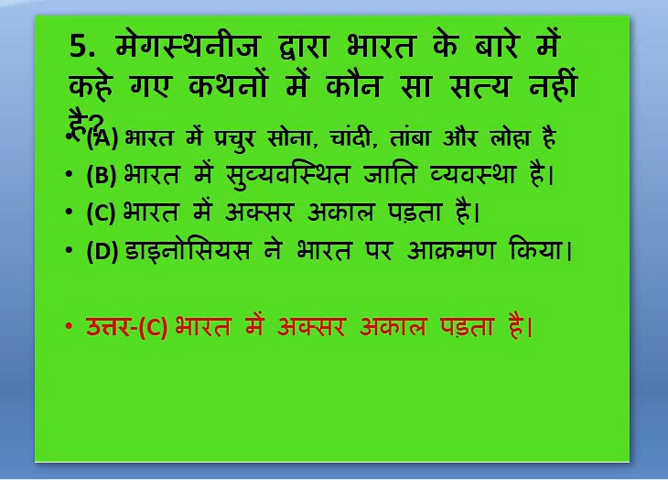 5. मेगस्थनीज द्वारा भारत के बारे में
कहे गए कथनों में कौन सा सत्य नहीं
है?
• (A) भारत में प्रचुर सोना, चांदी, तांबा और लोहा है
• (B) भारत में सुव्यवस्थित जाति व्यवस्था है।
• (C) भारत में अक्सर अकाल पड़ता है।
• (D) डाइनोसियस ने भारत पर आक्रमण किया।
• उत्तर-(C) भारत में अक्सर अकाल पड़ता है।